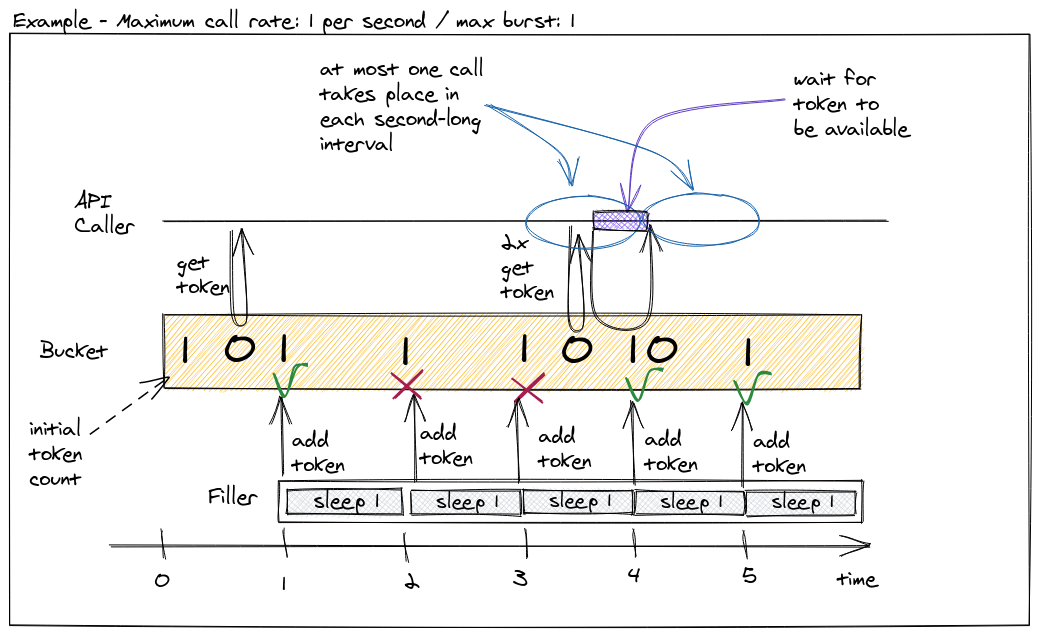 Example - Maximum call rate: 1 per second / max burst: 1
at most one call
takes place in
each second-long
interval
wait for
token to
be available
API
Caller
get
token
2x
get
token
Bucket
1 0 1 1 1 0 1 0 1
initial
token
count
add
token
add
token
add
token
add
token
add
token
Filler
sleep 1 sleep 1 sleep 1 sleep 1 sleep 1
0 1 2 3 4 5 time